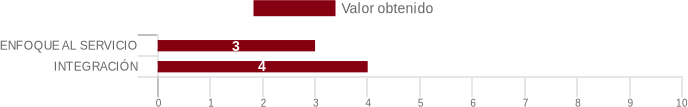 Valor obtenido
ENFOQUE AL SERVICIO 3
INTEGRACIÓN 4
0 1 2 3 4 5 6 7 8 9 10